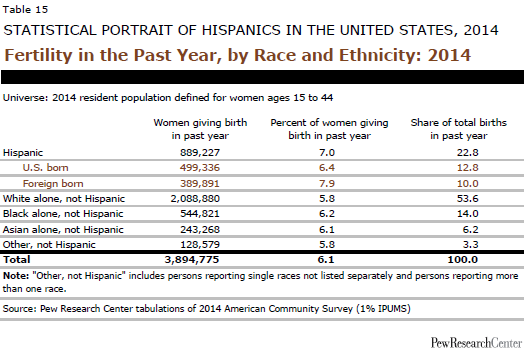 Table 15
STATISTICAL PORTRAIT OF HISPANICS IN THE UNITED STATES, 2014
Fertility in the Past Year, by Race and Ethnicity: 2014
Universe: 2014 resident population defined for women ages 15 to 44
Women giving birth Percent of women giving Share of total births
in past year birth in past year in past year
Hispanic 889,227 7.0 22.8
U.S. born 499,336 6.4 12.8
Foreign born 389,891 7.9 10.0
White alone, not Hispanic 2,088,880 5.8 53.6
Black alone, not Hispanic 544,821 6.2 14.0
Asian alone, not Hispanic 243,268 6.1 6.2
Other, not Hispanic 128,579 5.8 3.3
Total 3,894,775 6.1 100.0
Note: "Other, not Hispanic" includes persons reporting single races not listed separately and persons reporting more
than one race.
Source: Pew Research Center tabulations of 2014 American Community Survey (1% IPUMS)
PewResearchCenter